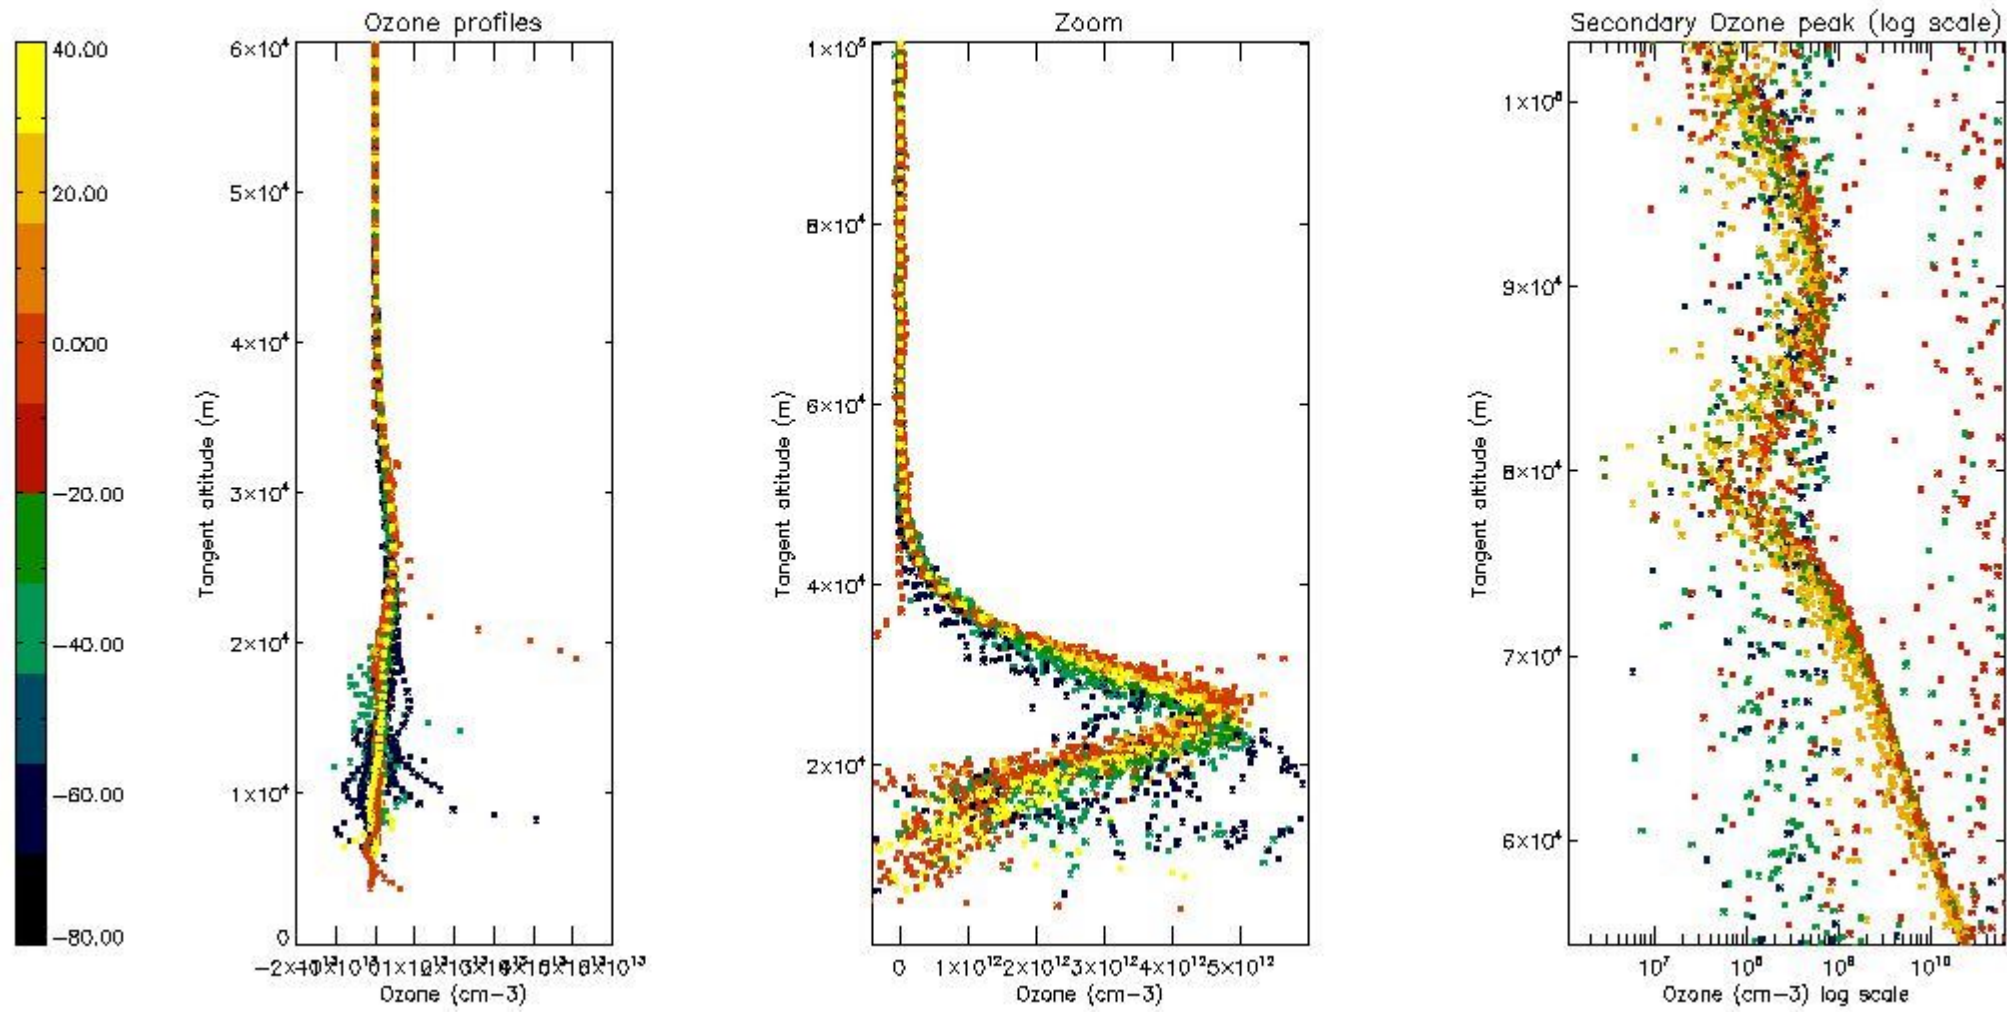 Ozone profiles
Zoom
Secondary Ozone peak (log scale)
40.00
20.00
0.000
−20.00
−40.00
−60.00
−80.00
6×10⁴
5×10⁴
4×10⁴
3×10⁴
2×10⁴
1×10⁴
0
Tangent altitude (m)
Ozone (cm−3)
1×10⁵
8×10⁴
6×10⁴
4×10⁴
2×10⁴
Tangent altitude (m)
0 1×10¹² 2×10¹² 3×10¹² 4×10¹² 5×10¹²
Ozone (cm−3)
1×10⁵
9×10⁴
8×10⁴
7×10⁴
6×10⁴
Tangent altitude (m)
10⁷ 10⁸ 10⁹ 10¹⁰
Ozone (cm−3) log scale